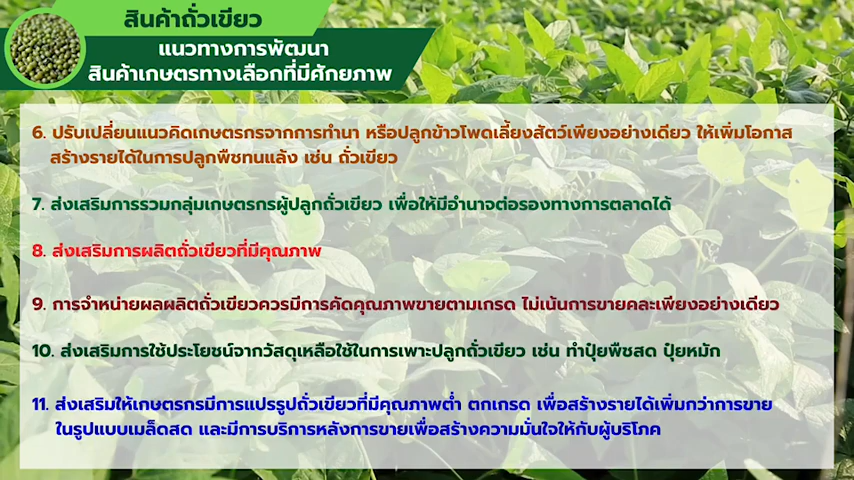 สินค้าถั่วเขียว
แนวทางการพัฒนา
สินค้าเกษตรทางเลือกที่มีศักยภาพ
6. ปรับเปลี่ยนแนวคิดเกษตรกรจากการทำนา หรือปลูกข้าวโพดเลี้ยงสัตว์เพียงอย่างเดียว ให้เพิ่มโอกาส
สร้างรายได้ในการปลูกพืชทนแล้ง เช่น ถั่วเขียว
7. ส่งเสริมการรวมกลุ่มเกษตรกรผู้ปลูกถั่วเขียว เพื่อให้มีอำนาจต่อรองทางการตลาดได้
8. ส่งเสริมการผลิตถั่วเขียวที่มีคุณภาพ
9. การจำหน่ายผลผลิตถั่วเขียวควรมีการคัดคุณภาพขายตามเกรด ไม่เน้นการขายคละเพียงอย่างเดียว
10. ส่งเสริมการใช้ประโยชน์จากวัสดุเหลือใช้ในการเพาะปลูกถั่วเขียว เช่น ทำปุ๋ยพืชสด ปุ๋ยหมัก
11. ส่งเสริมให้เกษตรกรมีการแปรรูปถั่วเขียวที่มีคุณภาพต่ำ ตกเกรด เพื่อสร้างรายได้เพิ่มกว่าการขาย
ในรูปแบบเมล็ดสด และมีการบริการหลังการขายเพื่อสร้างความมั่นใจให้กับผู้บริโภค